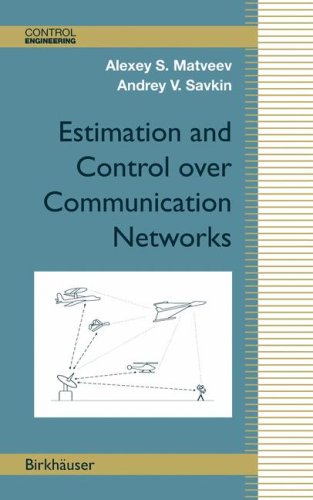 CONTROL
ENGINEERING
Alexey S. Matveev
Andrey V. Savkin
Estimation and
Control over
Communication
Networks
Birkhäuser